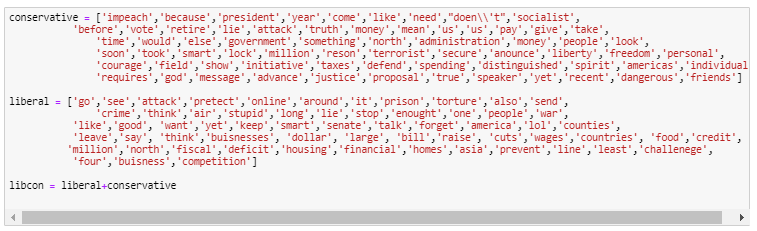 conservative = ['impeach','because','president','year','come','like','need',"doen\\'t",'socialist',
'before','vote','retire','lie','attack','truth','money','mean','us','us','pay','give','take',
'time','would','else','government','something','north','administration','money','people','look',
'soon','took','smart','lock','million','reson','terrorist','secure','anounce','liberty','freedom','personal',
'courage','field','show','initiative','taxes','defend','spending','distinguished','spirit','americas','individual
'requires','god','message','advance','justice','proposal','true','speaker','yet','recent','dangerous','friends']
liberal = ['go','see','attack','pretect','online','around','it','prison','torture','also','send',
'crime','think','air','stupid','long','lie','stop','enought','one','people','war',
'like','good', 'want','yet','keep','smart','senate','talk','forget','america','lol','counties',
'leave','say', 'think','buisnesses', 'dollar', 'large', 'bill','raise', 'cuts','wages','countries', 'food','credit',
'million','north','fiscal','deficit','housing','financial','homes','asia','prevent','line','least','challenege',
'four','buisness','competition']
libcon = liberal+conservative